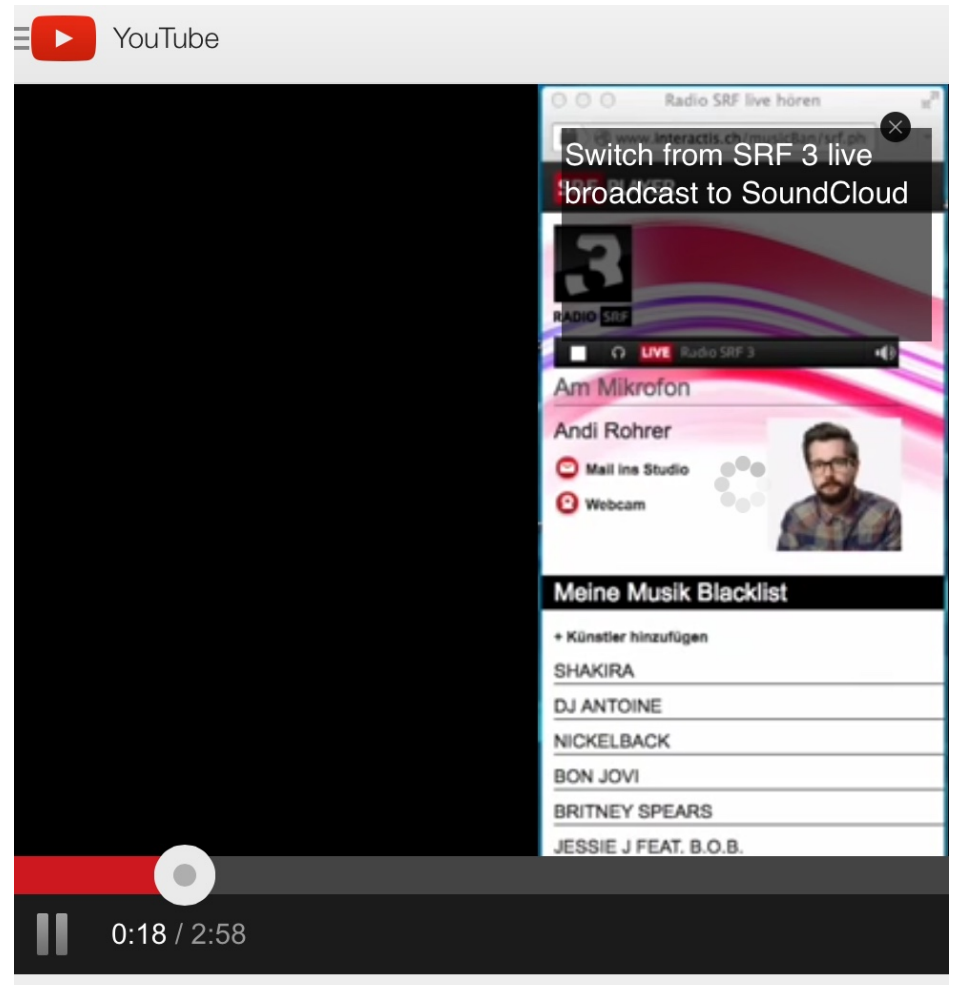 YouTube
Radio SRF live hören
www.interactis.ch/musicBan/srf.ph
Switch from SRF 3 live
broadcast to SoundCloud
SRF PLAYER
3
RADIO SRF
LIVE Radio SRF 3
Am Mikrofon
Andi Rohrer
Mail ins Studio
Webcam
Meine Musik Blacklist
+ Künstler hinzufügen
SHAKIRA
DJ ANTOINE
NICKELBACK
BON JOVI
BRITNEY SPEARS
JESSIE J FEAT. B.O.B.
0:18 / 2:58